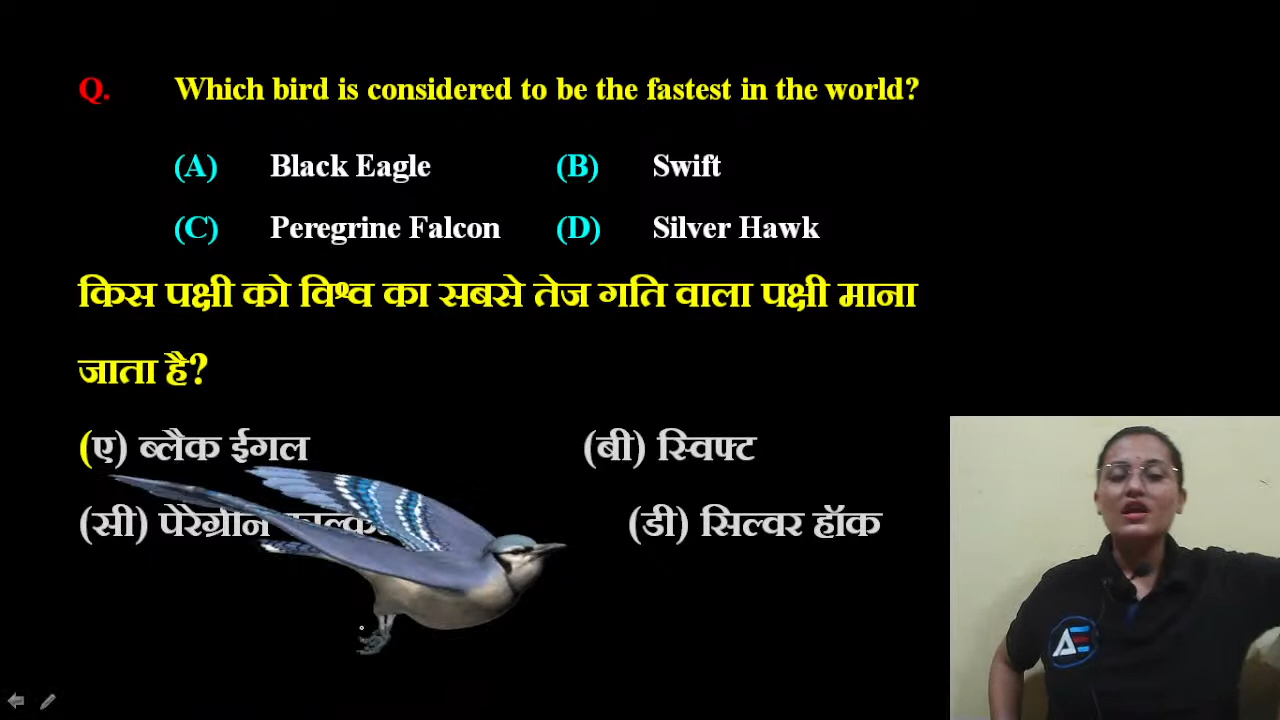 Q. Which bird is considered to be the fastest in the world?
(A) Black Eagle (B) Swift
(C) Peregrine Falcon (D) Silver Hawk
किस पक्षी को विश्व का सबसे तेज गति वाला पक्षी माना
जाता है?
(ए) ब्लैक ईगल (बी) स्विफ्ट
(सी) पेरेग्रीन (डी) सिल्वर हॉक
AE